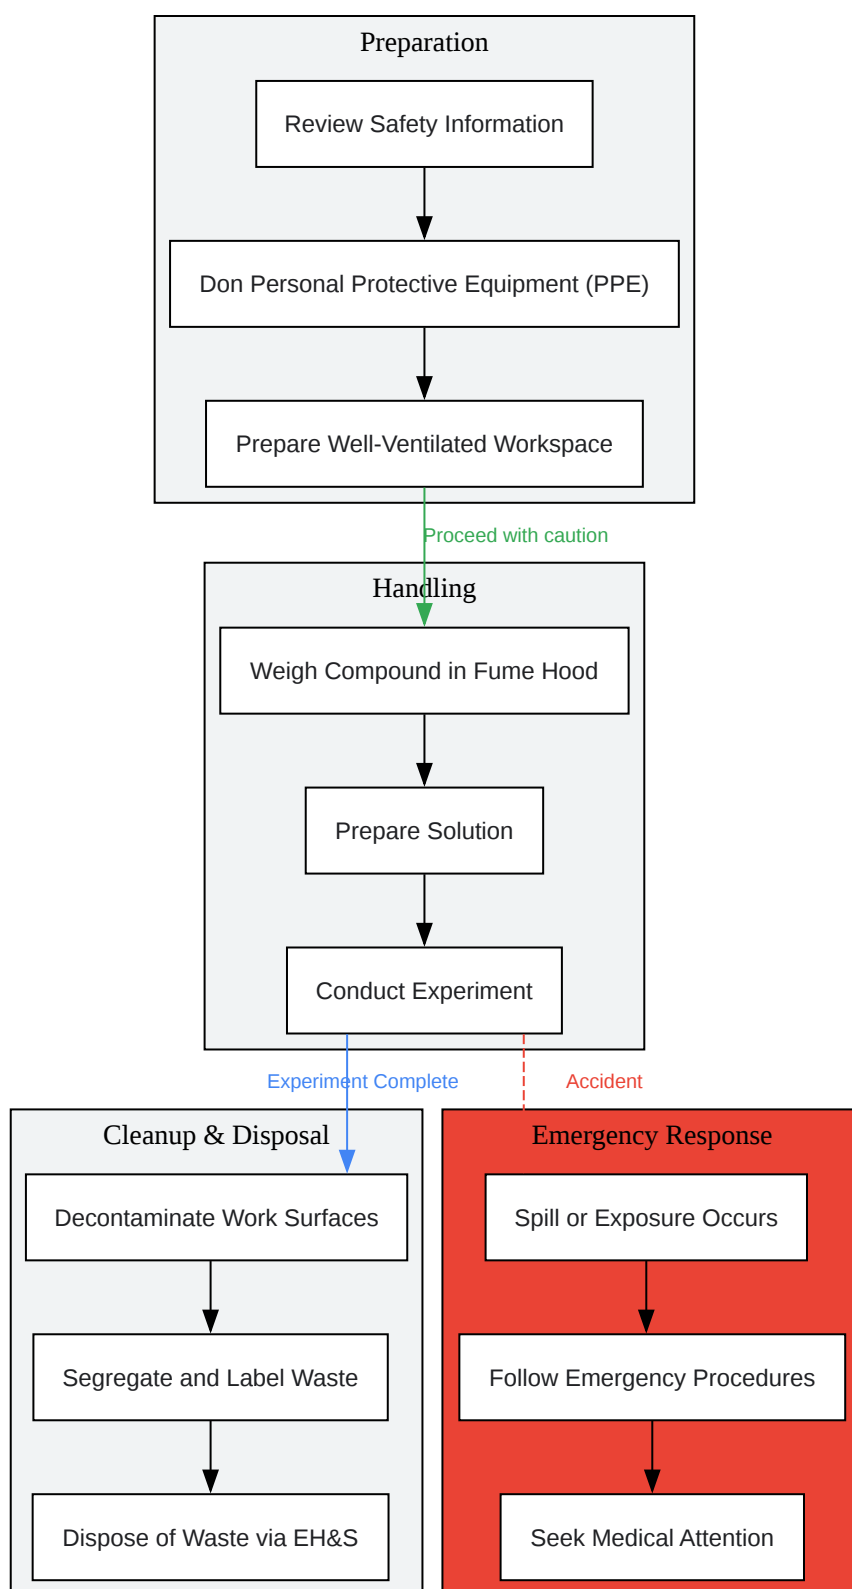 Preparation
Review Safety Information
Don Personal Protective Equipment (PPE)
Prepare Well-Ventilated Workspace
Proceed with caution
Handling
Weigh Compound in Fume Hood
Prepare Solution
Conduct Experiment
Experiment Complete
Accident
Cleanup & Disposal
Decontaminate Work Surfaces
Segregate and Label Waste
Dispose of Waste via EH&S
Emergency Response
Spill or Exposure Occurs
Follow Emergency Procedures
Seek Medical Attention